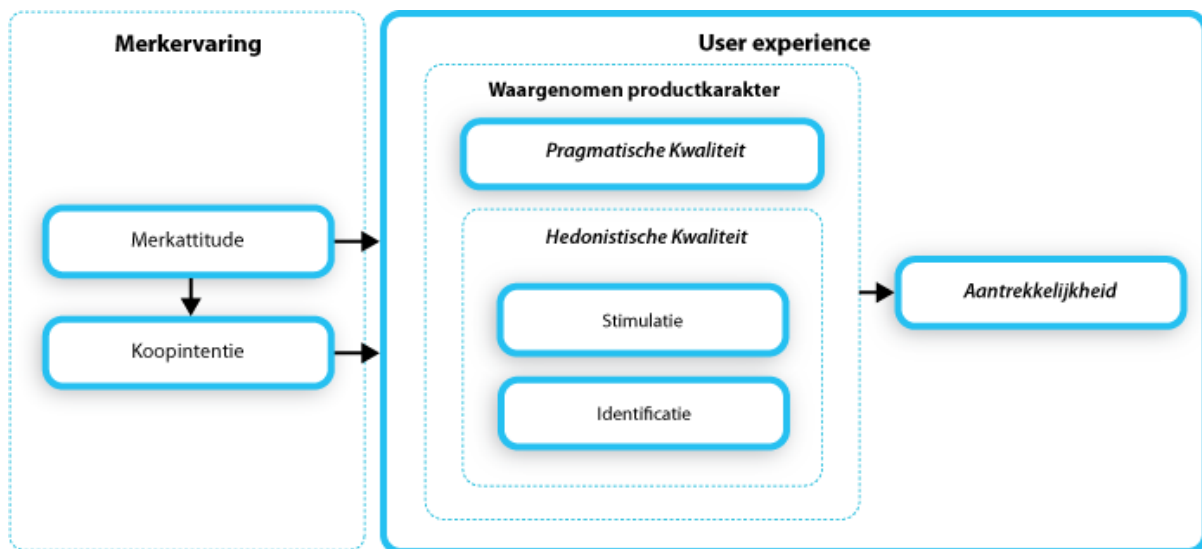 Merkervaring
Merkattitude
Koopintentie
User experience
Waargenomen productkarakter
Pragmatische Kwaliteit
Hedonistische Kwaliteit
Stimulatie
Identificatie
Aantrekkelijkheid